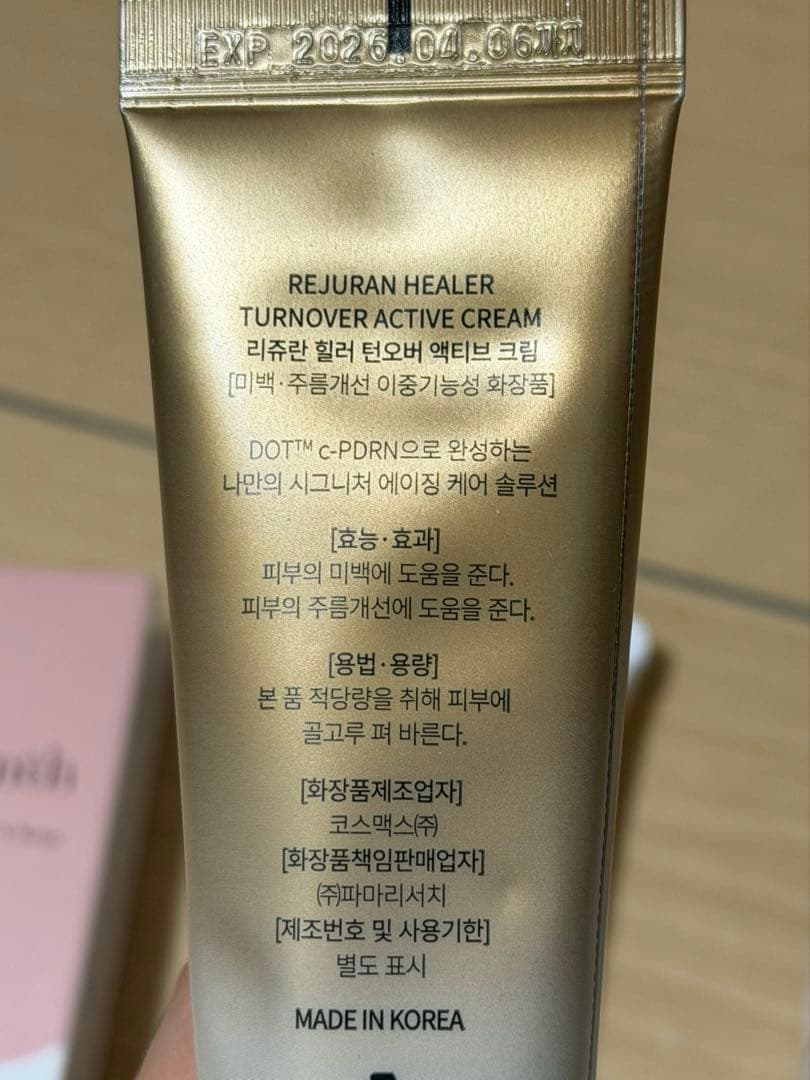 EXP 2026.04.06까지
REJURAN HEALER
TURNOVER ACTIVE CREAM
리쥬란 힐러 턴오버 액티브 크림
[미백·주름개선 이중기능성 화장품]
DOT™ c-PDRN으로 완성하는
나만의 시그니처 에이징 케어 솔루션
[효능·효과]
피부의 미백에 도움을 준다.
피부의 주름개선에 도움을 준다.
[용법·용량]
본 품 적당량을 취해 피부에
골고루 펴 바른다.
[화장품제조업자]
코스맥스㈜
[화장품책임판매업자]
㈜파마리서치
[제조번호 및 사용기한]
별도 표시
MADE IN KOREA